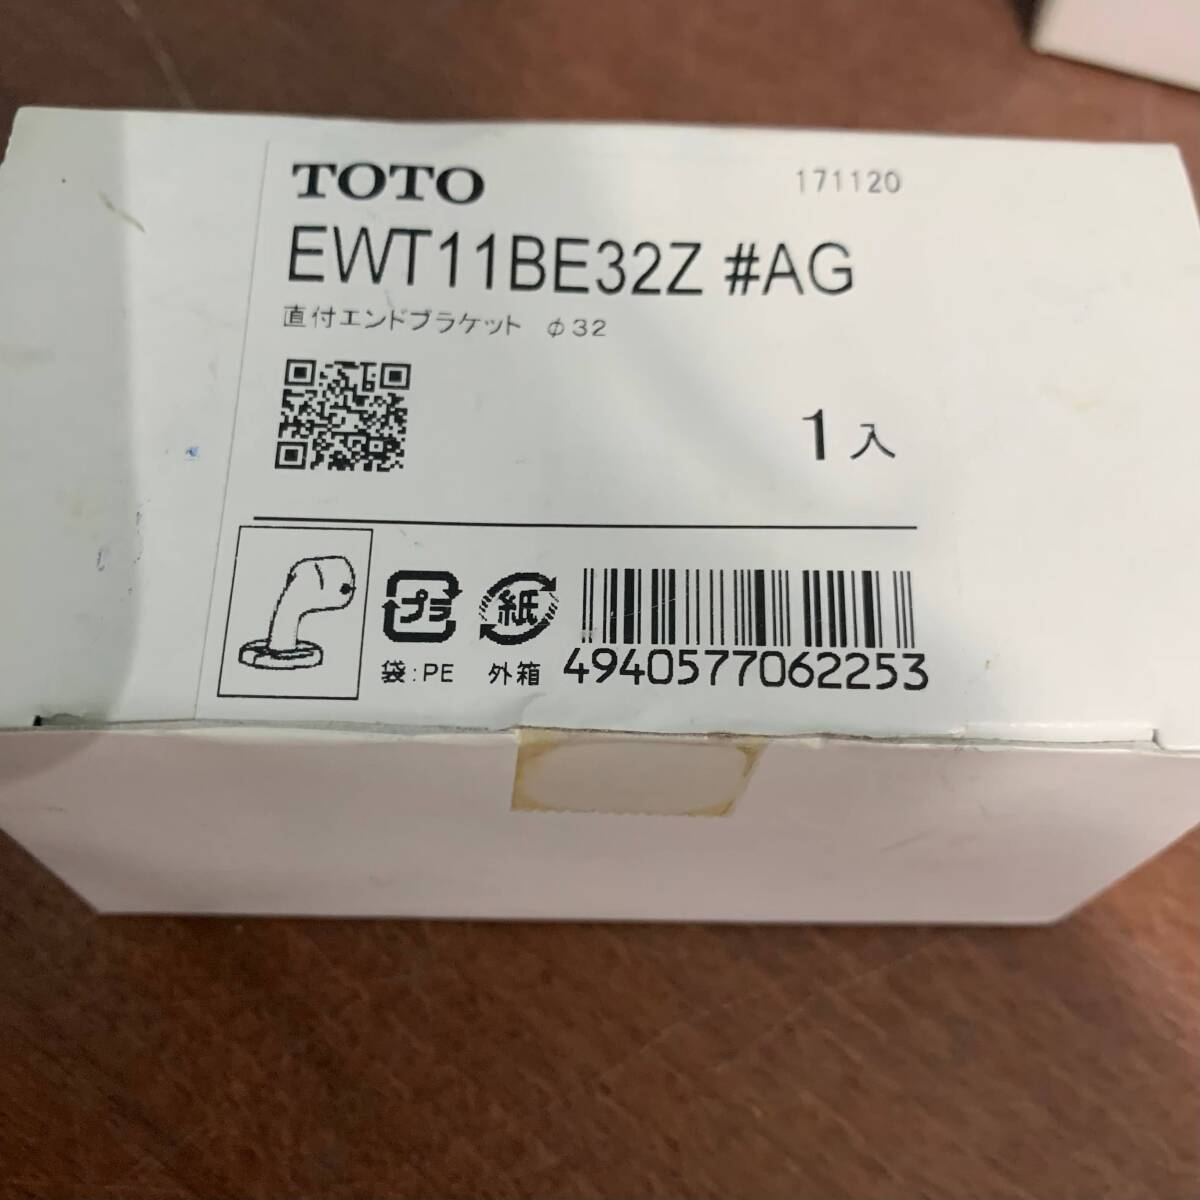 TOTO
171120
EWT11BE32Z #AG
直付エンドブラケット φ32
1入
プラ
紙
袋:PE
外箱
4940577062253